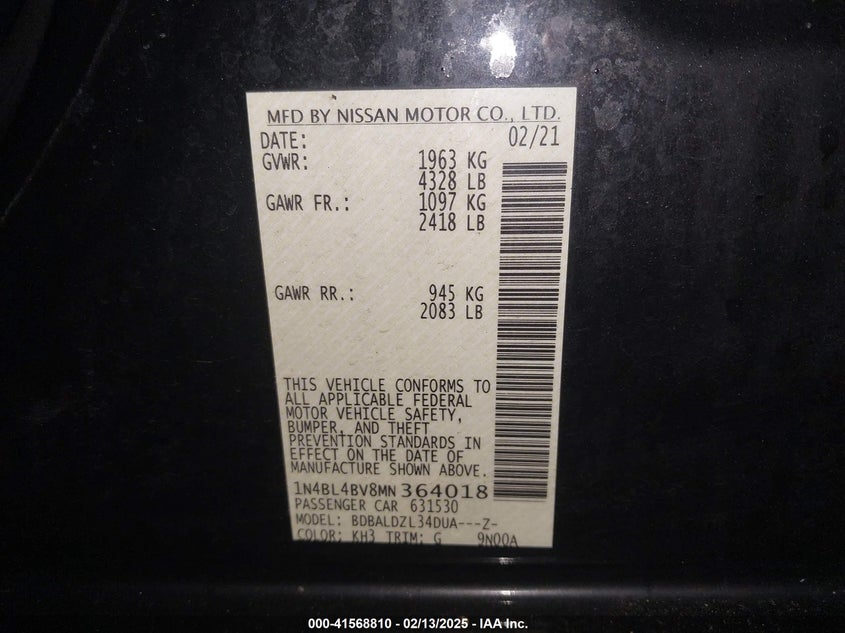 MFD BY NISSAN MOTOR CO., LTD.
DATE: 02/21
GVWR: 1963 KG
4328 LB
GAWR FR.: 1097 KG
2418 LB
GAWR RR.: 945 KG
2083 LB
THIS VEHICLE CONFORMS TO
ALL APPLICABLE FEDERAL
MOTOR VEHICLE SAFETY,
BUMPER, AND THEFT
PREVENTION STANDARDS IN
EFFECT ON THE DATE OF
MANUFACTURE SHOWN ABOVE.
1N4BL4BV8MN364018
PASSENGER CAR 631530
MODEL: BDBALDZL34DUA---Z-
COLOR: KH3 TRIM: G 9N00A
000-41568810 - 02/13/2025 - IAA Inc.